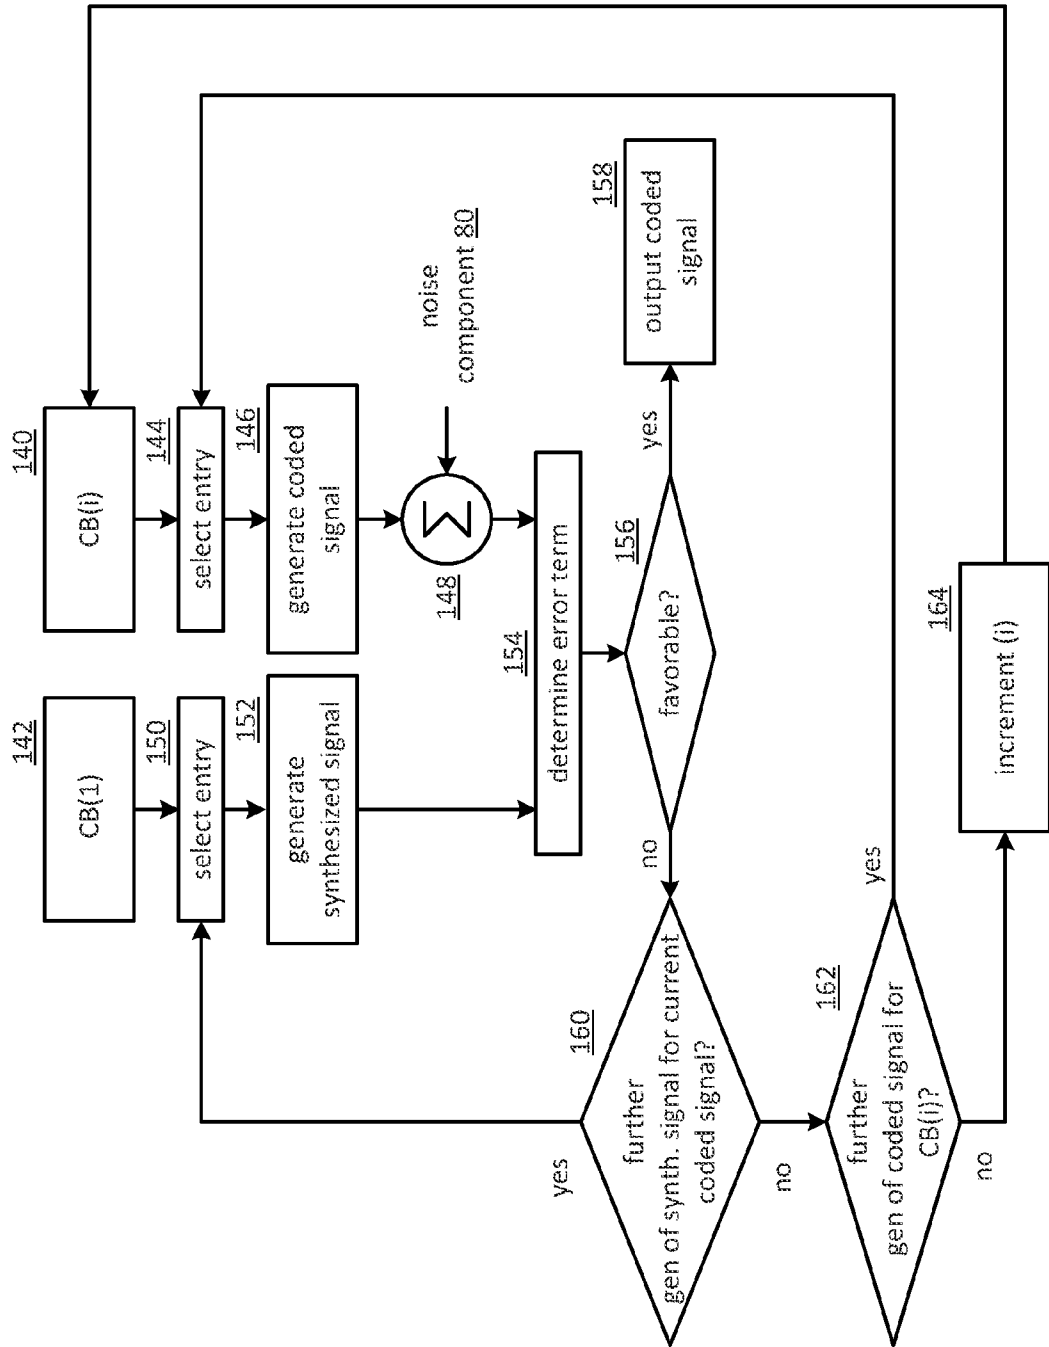 142
CB(1)
140
CB(i)
150
select entry
144
select entry
152
generate
synthesized signal
146
generate coded
signal
148
Σ
noise
component 80
154
determine error term
156
favorable?
yes
158
output coded
signal
no
160
further
gen of synth. signal for current
coded signal?
yes
no
162
further
gen of coded signal for
CB(i)?
yes
no
164
increment (i)